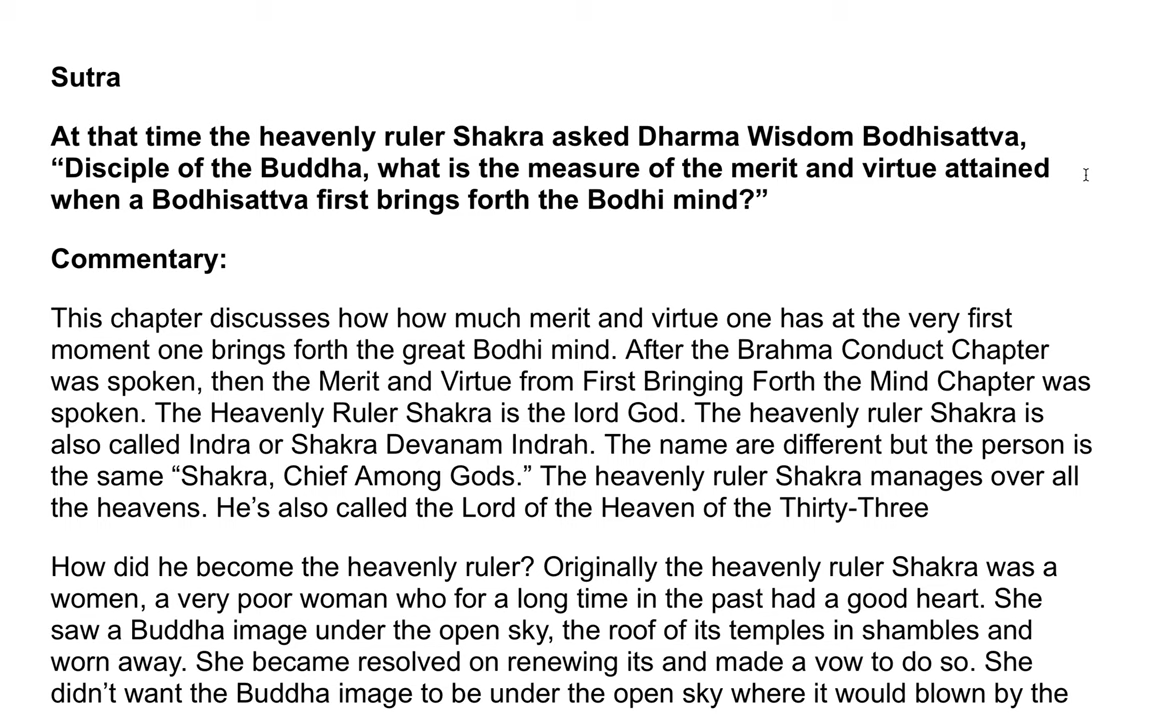 Sutra
At that time the heavenly ruler Shakra asked Dharma Wisdom Bodhisattva,
“Disciple of the Buddha, what is the measure of the merit and virtue attained
when a Bodhisattva first brings forth the Bodhi mind?”
Commentary:
This chapter discusses how how much merit and virtue one has at the very first
moment one brings forth the great Bodhi mind. After the Brahma Conduct Chapter
was spoken, then the Merit and Virtue from First Bringing Forth the Mind Chapter was
spoken. The Heavenly Ruler Shakra is the lord God. The heavenly ruler Shakra is
also called Indra or Shakra Devanam Indrah. The name are different but the person is
the same “Shakra, Chief Among Gods.” The heavenly ruler Shakra manages over all
the heavens. He’s also called the Lord of the Heaven of the Thirty-Three
How did he become the heavenly ruler? Originally the heavenly ruler Shakra was a
women, a very poor woman who for a long time in the past had a good heart. She
saw a Buddha image under the open sky, the roof of its temples in shambles and
worn away. She became resolved on renewing its and made a vow to do so. She
didn’t want the Buddha image to be under the open sky where it would blown by the